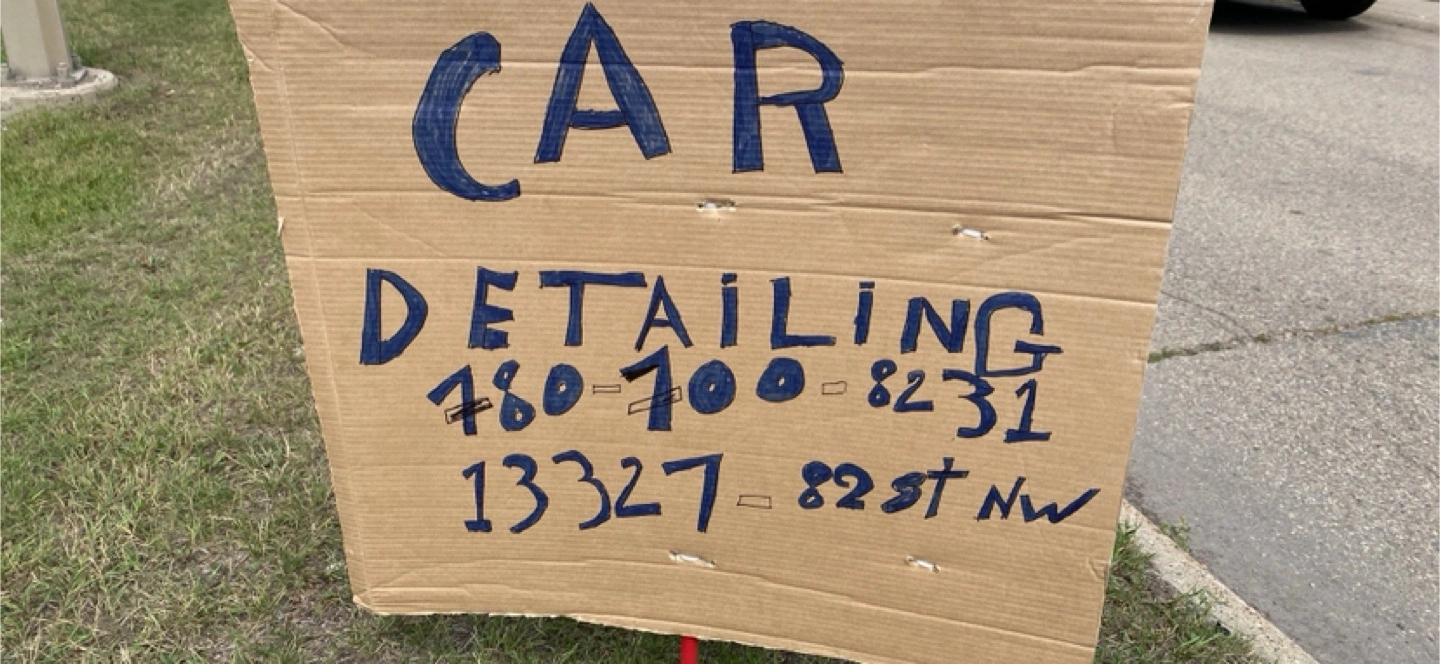 CAR
DETAiLiNG
780-700-8231
13327-82st NW